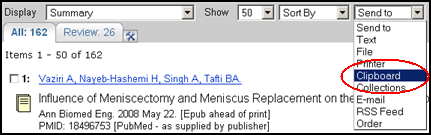 Display Summary Show 50 Sort By Send to
All: 162 Review: 26
Items 1 - 50 of 162
1: Vaziri A, Nayeb-Hashemi H, Singh A, Tafti BA.
Influence of Meniscectomy and Meniscus Replacement on the
Ann Biomed Eng. 2008 May 22. [Epub ahead of print]
PMID: 18496753 [PubMed - as supplied by publisher]
Send to
Text
File
Printer
Clipboard
Collections
E-mail
RSS Feed
Order